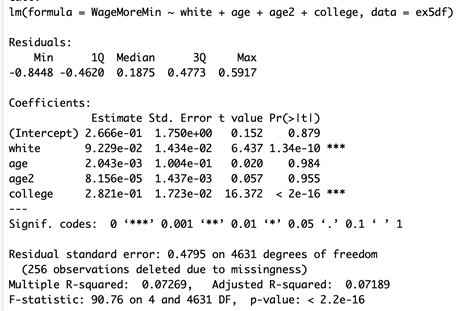 lm(formula = WageMoreMin ~ white + age + age2 + college, data = ex5df)
Residuals:
Min 1Q Median 3Q Max
-0.8448 -0.4620 0.1875 0.4773 0.5917
Coefficients:
Estimate Std. Error t value Pr(>|t|)
(Intercept) 2.666e-01 1.750e+00 0.152 0.879
white 9.229e-02 1.434e-02 6.437 1.34e-10 ***
age 2.043e-03 1.004e-01 0.020 0.984
age2 8.156e-05 1.437e-03 0.057 0.955
college 2.821e-01 1.723e-02 16.372 < 2e-16 ***
---
Signif. codes: 0 ‘***’ 0.001 ‘**’ 0.01 ‘*’ 0.05 ‘.’ 0.1 ‘ ’ 1
Residual standard error: 0.4795 on 4631 degrees of freedom
(256 observations deleted due to missingness)
Multiple R-squared: 0.07269, Adjusted R-squared: 0.07189
F-statistic: 90.76 on 4 and 4631 DF, p-value: < 2.2e-16